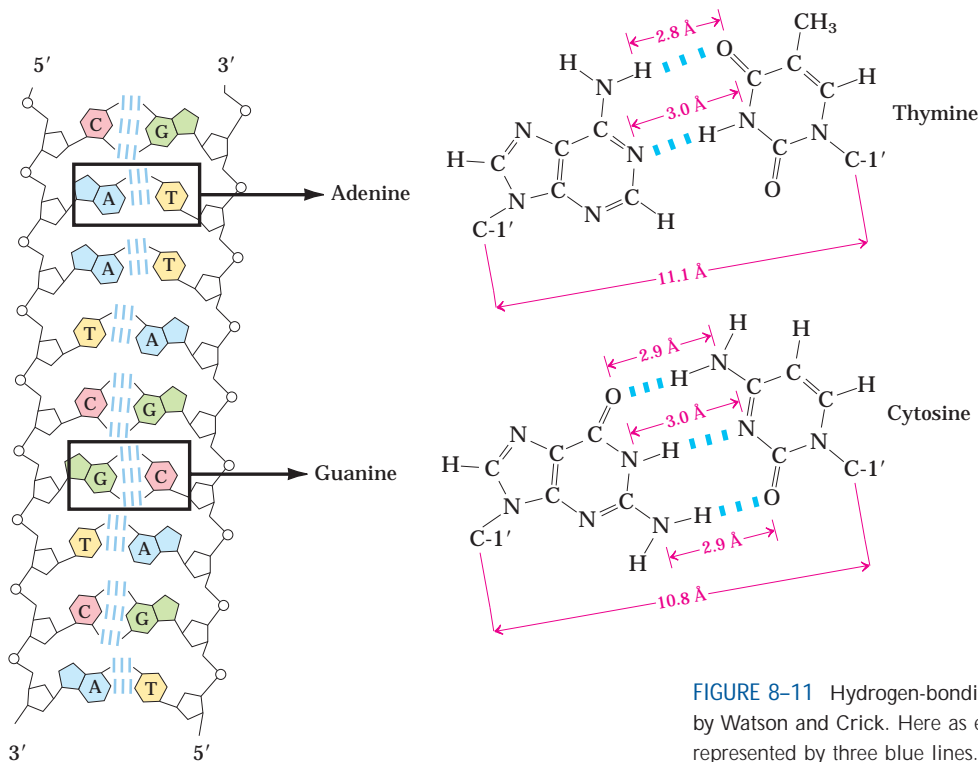 5′ 3′
C G
A T
Adenine
A T
T A
C G
G C
Guanine
T A
C G
A T
3′ 5′
2.8 Å
H H H N O CH₃
C C C H
3.0 Å
Thymine
N C C N H N C
H C C N C N C H
O C-1′
C-1′
11.1 Å
H
2.9 Å
H N H
O H C C
3.0 Å
Cytosine
N C N H N C H
H C C N C N
N C N C N H O C-1′
C-1′ H
2.9 Å
10.8 Å
FIGURE 8–11 Hydrogen-bondi
by Watson and Crick. Here as e
represented by three blue lines.